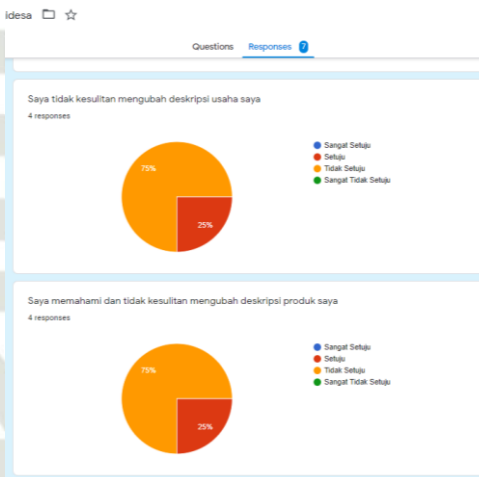 idesa
Questions Responses 7
Saya tidak kesulitan mengubah deskripsi usaha saya
4 responses
75%
25%
Sangat Setuju
Setuju
Tidak Setuju
Sangat Tidak Setuju
Saya memahami dan tidak kesulitan mengubah deskripsi produk saya
4 responses
75%
25%
Sangat Setuju
Setuju
Tidak Setuju
Sangat Tidak Setuju